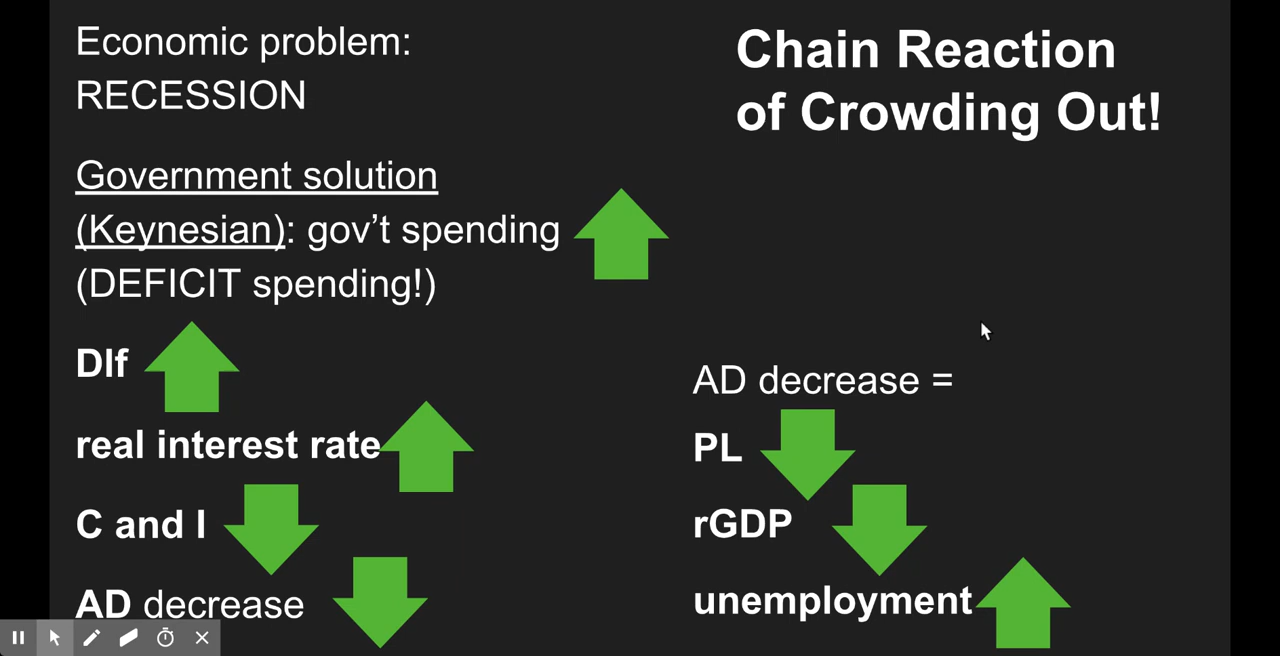 Economic problem:
RECESSION
Chain Reaction
of Crowding Out!
Government solution
(Keynesian): gov’t spending
(DEFICIT spending!)
DIf
real interest rate
C and I
AD decrease
AD decrease =
PL
rGDP
unemployment